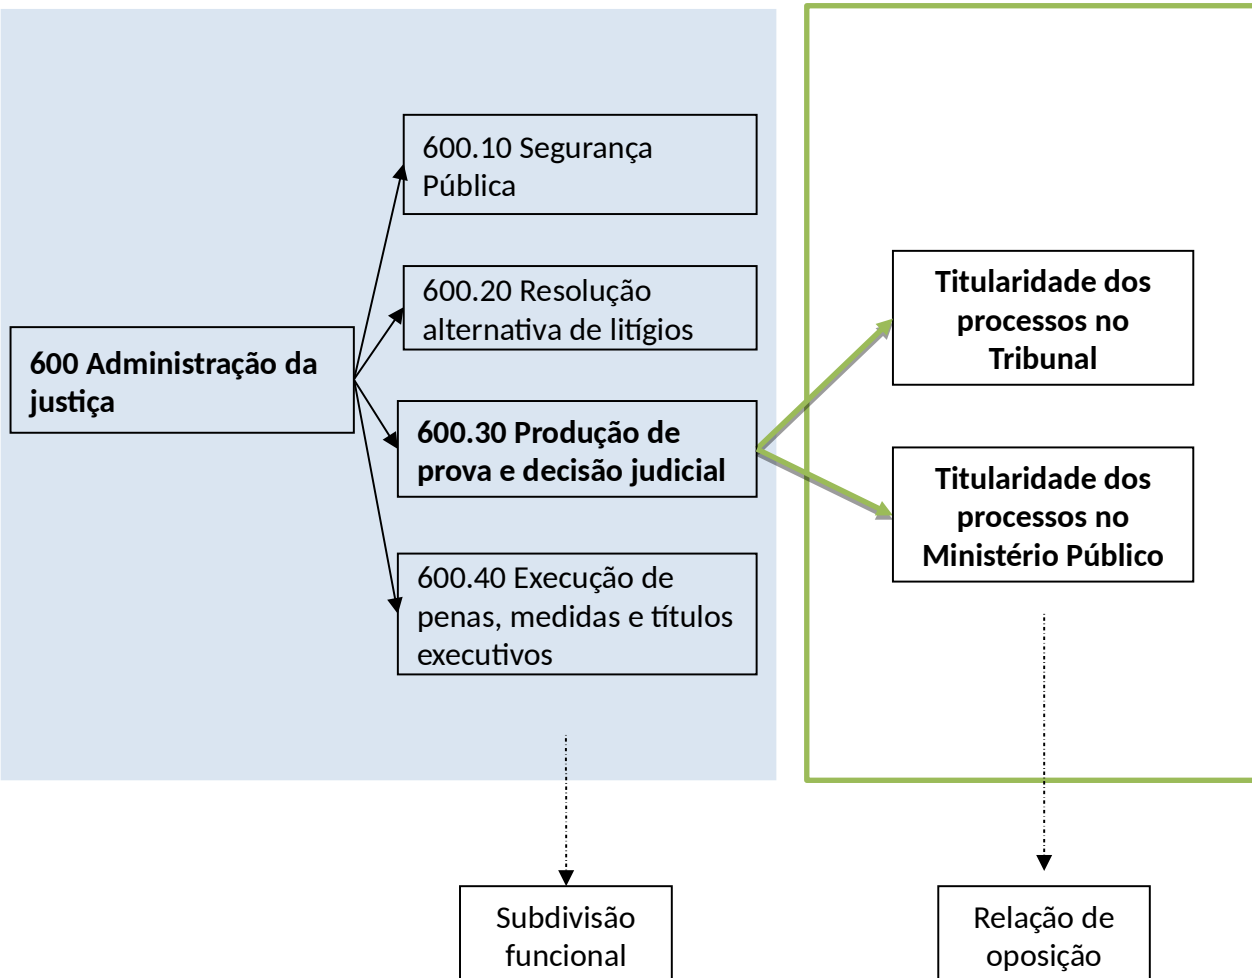 600.10 Segurança
Pública
600.20 Resolução
alternativa de litígios
600 Administração da
justiça
600.30 Produção de
prova e decisão judicial
600.40 Execução de
penas, medidas e títulos
executivos
Titularidade dos
processos no
Tribunal
Titularidade dos
processos no
Ministério Público
Subdivisão
funcional
Relação de
oposição